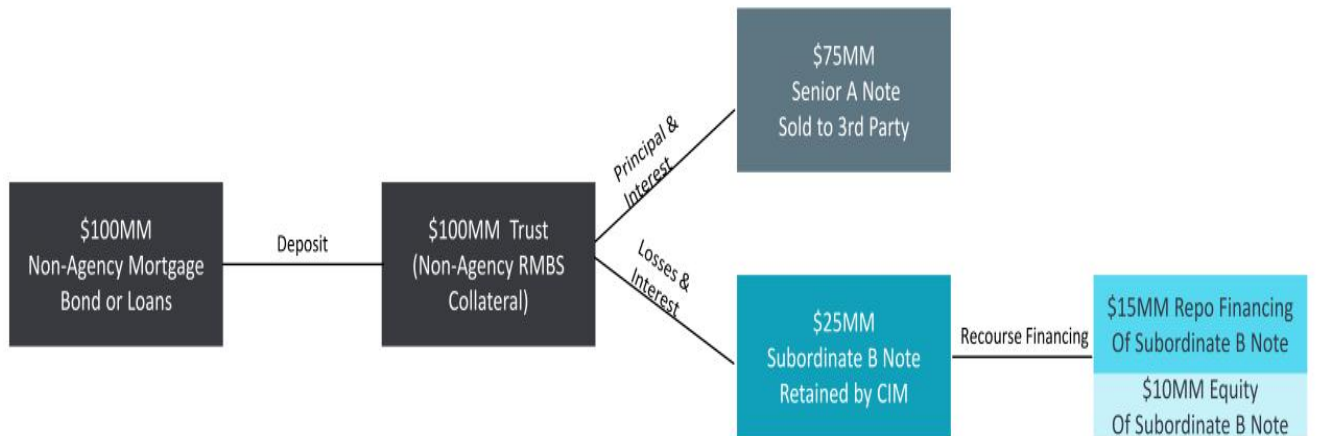 $100MM
Non-Agency Mortgage
Bond or Loans
Deposit
$100MM Trust
(Non-Agency RMBS
Collateral)
Principal &
Interest
$75MM
Senior A Note
Sold to 3rd Party
Losses &
Interest
$25MM
Subordinate B Note
Retained by CIM
Recourse Financing
$15MM Repo Financing
Of Subordinate B Note
$10MM Equity
Of Subordinate B Note